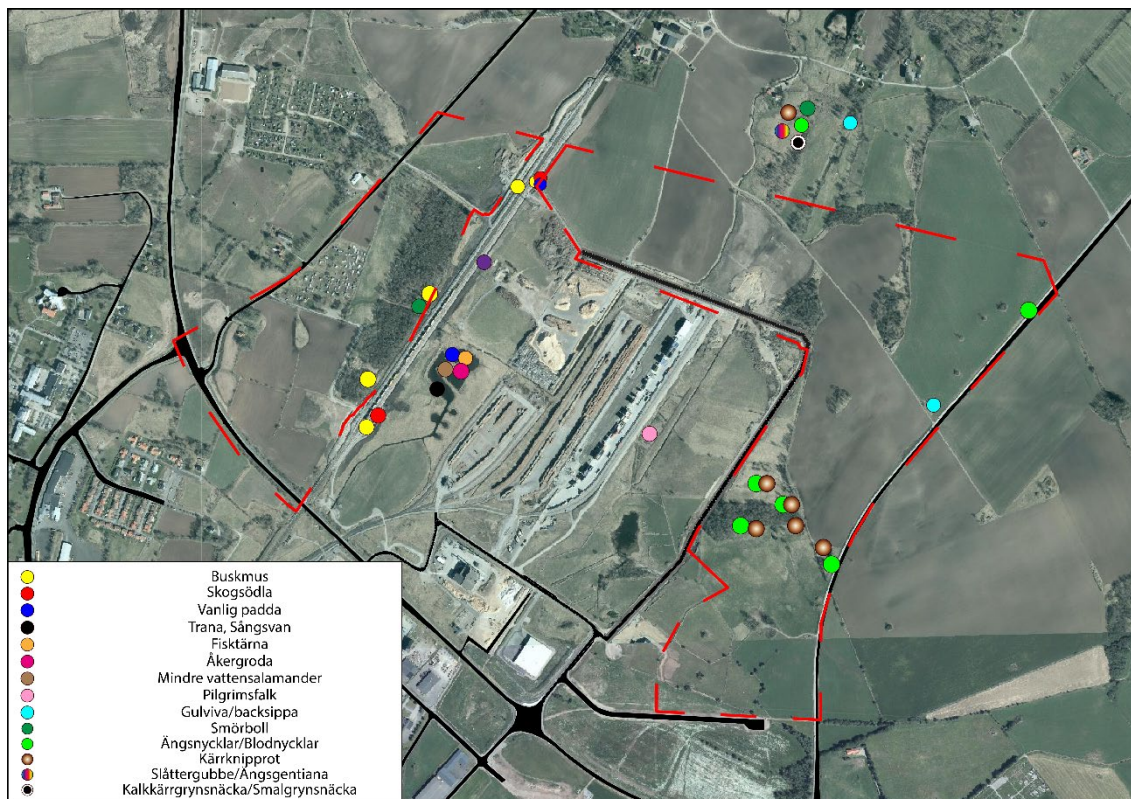 Buskmus
Skogsödla
Vanlig padda
Trana, Sångsvan
Fisktärna
Åkergroda
Mindre vattensalamander
Pilgrimsfalk
Gulviva/backsippa
Smörboll
Ängsnycklar/Blodnycklar
Kärrknipprot
Slåttergubbe/Ängsgentiana
Kalkkärrgrynsnäcka/Smalgrynsnäcka